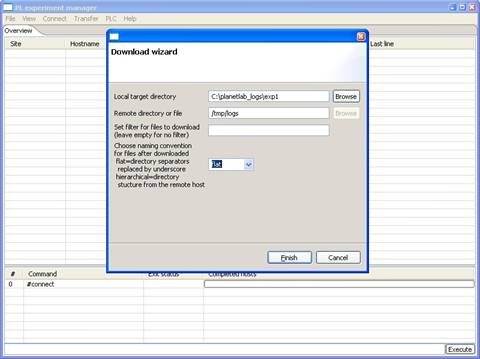 PL experiment manager
File View Connect Transfer PLC Help
Overview
Site Hostname Last line
Download wizard
Local target directory C:\planetlab_logs\exp1 Browse
Remote directory or file /tmp/logs Browse
Set filter for files to download
(leave empty for no filter)
Choose naming convention
for files after downloaded
flat=directory separators
replaced by underscore
hierarchical=directory
stucture from the remote host
flat
Finish Cancel
# Command Exit status Completed hosts
0 #connect
Execute